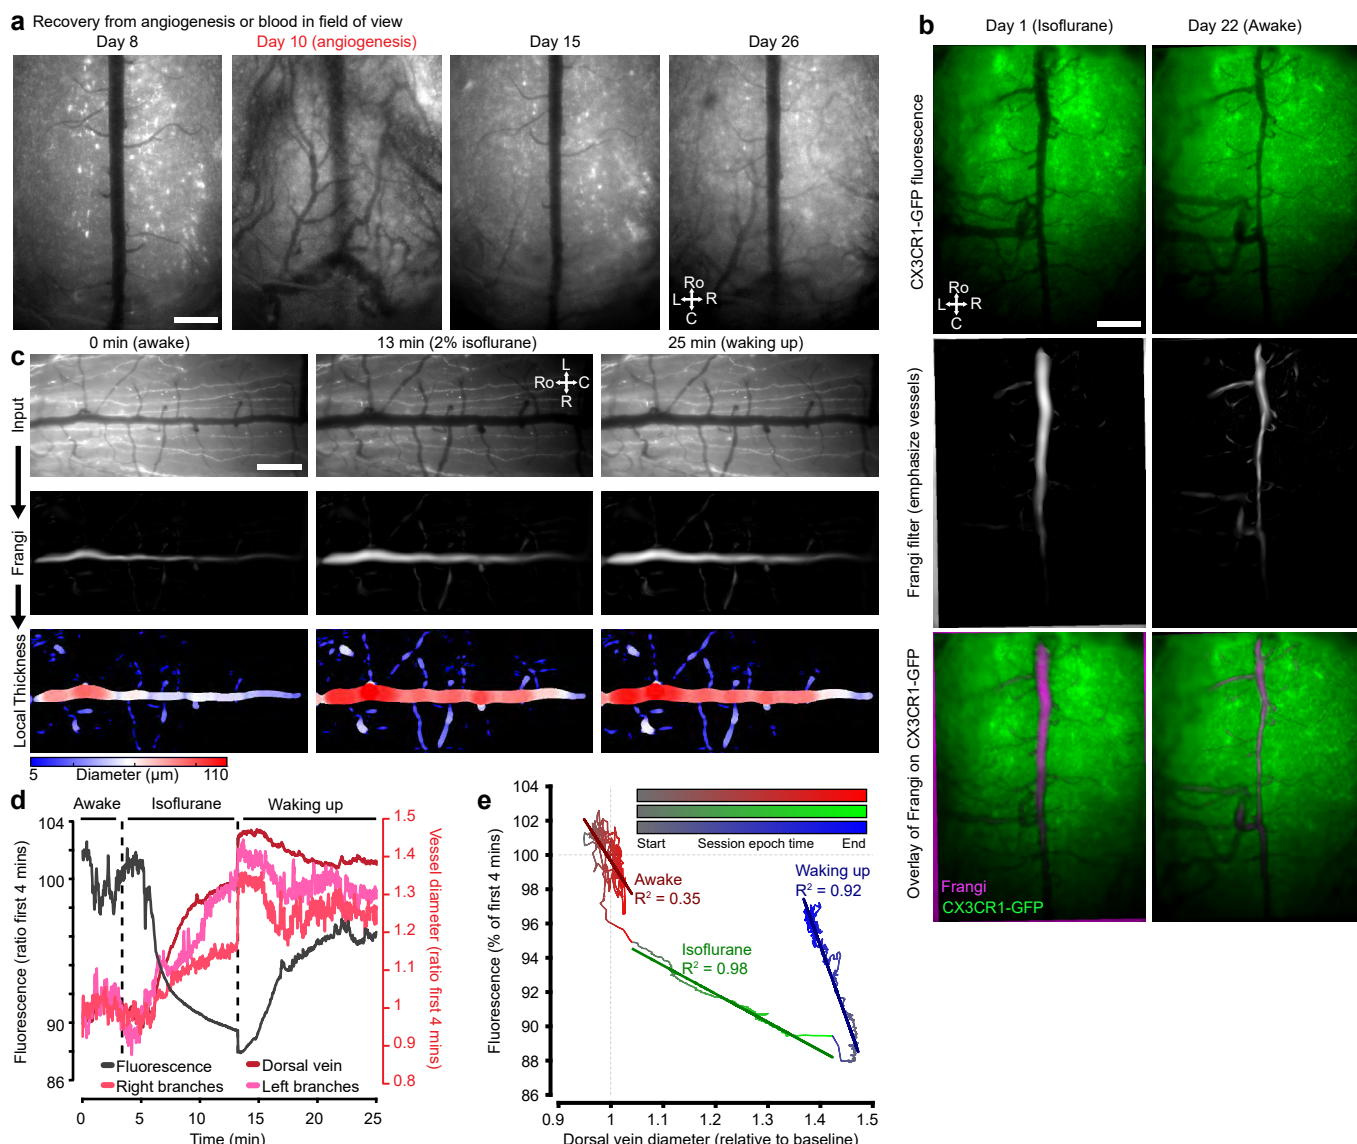 a Recovery from angiogenesis or blood in field of view
Day 8
Day 10 (angiogenesis)
Day 15
Day 26
Ro
L R
C
b
Day 1 (Isoflurane)
Day 22 (Awake)
CX3CR1-GFP fluorescence
Ro
L R
C
Frangi filter (emphasize vessels)
Overlay of Frangi on CX3CR1-GFP
Frangi
CX3CR1-GFP
c
0 min (awake)
13 min (2% isoflurane)
25 min (waking up)
L
Ro C
R
Input
Frangi
Local Thickness
5 Diameter (µm) 110
d
Awake Isoflurane Waking up
Fluorescence (ratio first 4 mins)
104
100
90
86
1.5
1.4
1.3
1.2
1.1
1
0.9
0.8
Vessel diameter (ratio first 4 mins)
Fluorescence
Dorsal vein
Right branches
Left branches
0 5 10 15 20 25
Time (min)
e
Fluorescence (% of first 4 mins)
104
102
100
98
96
94
92
90
88
86
Start Session epoch time End
Awake
R² = 0.35
Waking up
R² = 0.92
Isoflurane
R² = 0.98
0.9 1 1.1 1.2 1.3 1.4 1.5
Dorsal vein diameter (relative to baseline)